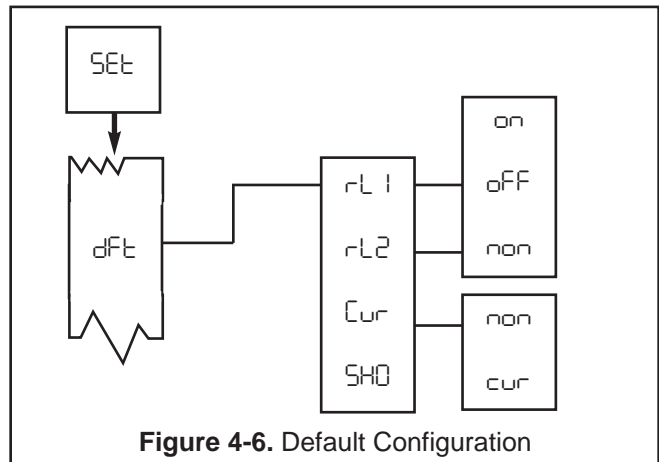 SEt
dFt
rL1
rL2
Cur
SHO
on
oFF
non
non
cur
Figure 4-6. Default Configuration